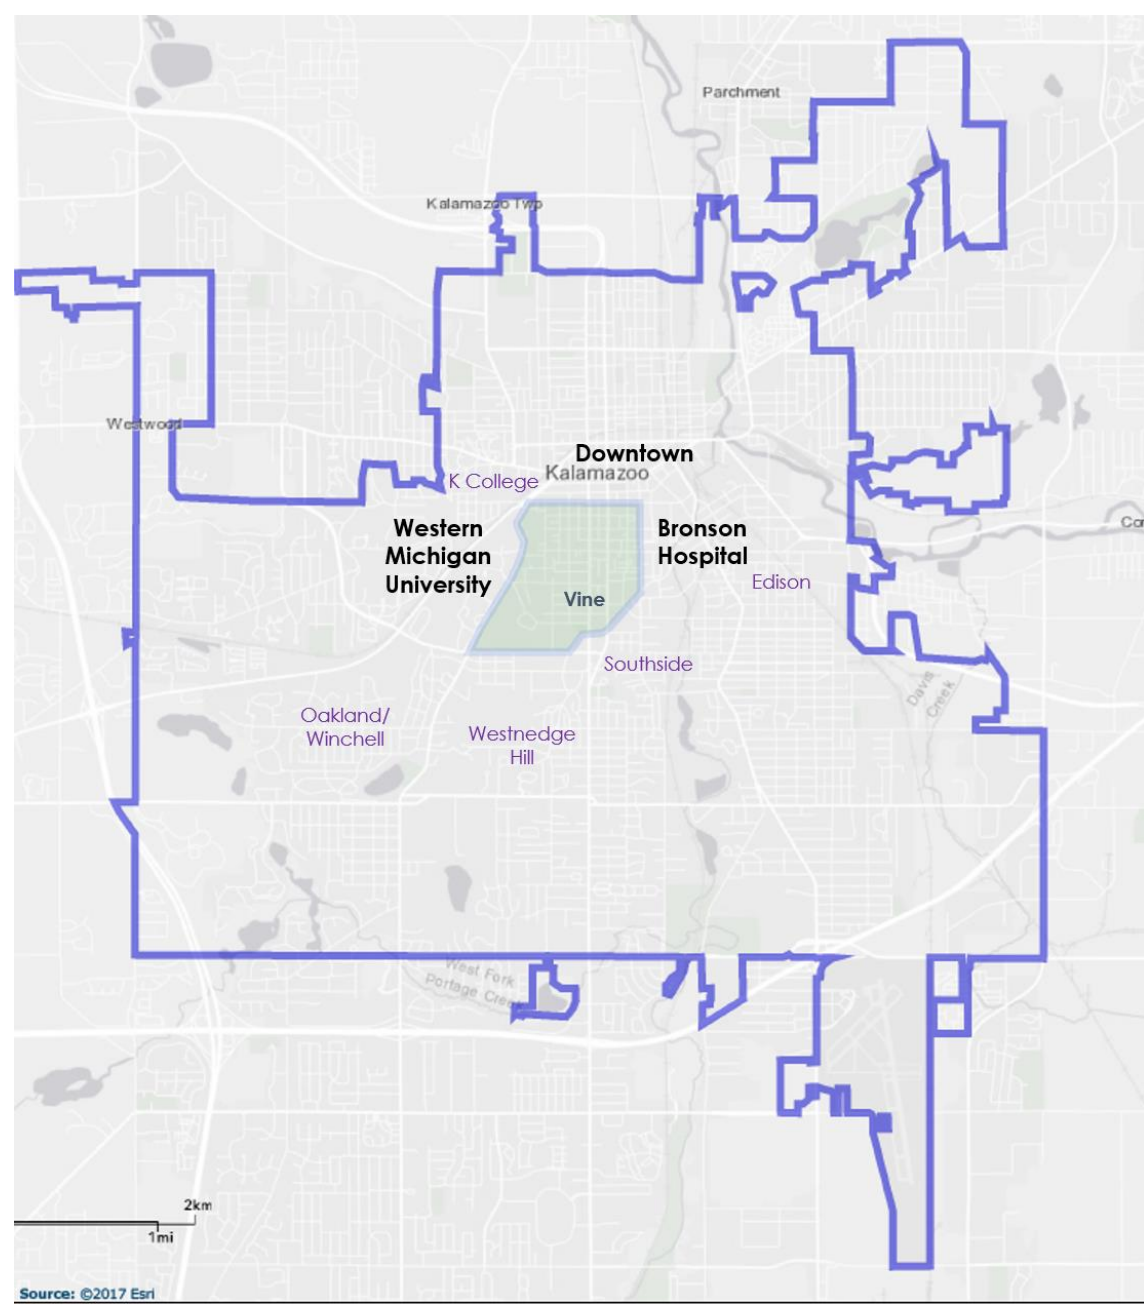 Parchment
Kalamazoo Twp
Westwood
Downtown
Kalamazoo
K College
Western
Michigan
University
Bronson
Hospital
Edison
Vine
Southside
Davis
Creek
Oakland/
Winchell
Westnedge
Hill
West Fork
Portage Creek
2km
1mi
Source: ©2017 Esri